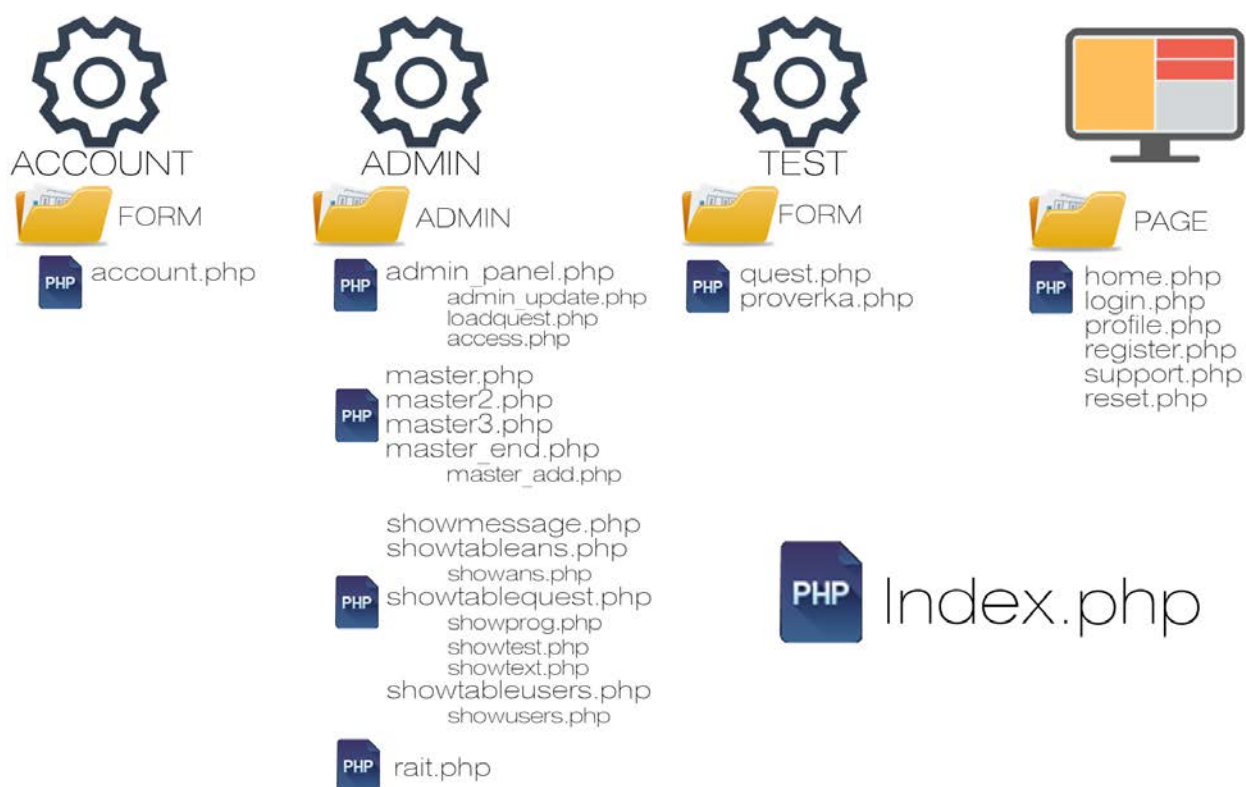 ACCOUNT
FORM
PHP
account.php
ADMIN
ADMIN
PHP
admin_panel.php
admin_update.php
loadquest.php
access.php
PHP
master.php
master2.php
master3.php
master_end.php
master_add.php
PHP
showmessage.php
showtableans.php
showans.php
showtablequest.php
showprog.php
showtest.php
showtext.php
showtableusers.php
showusers.php
PHP
rait.php
TEST
FORM
PHP
quest.php
proverka.php
PAGE
PHP
home.php
login.php
profile.php
register.php
support.php
reset.php
PHP
Index.php